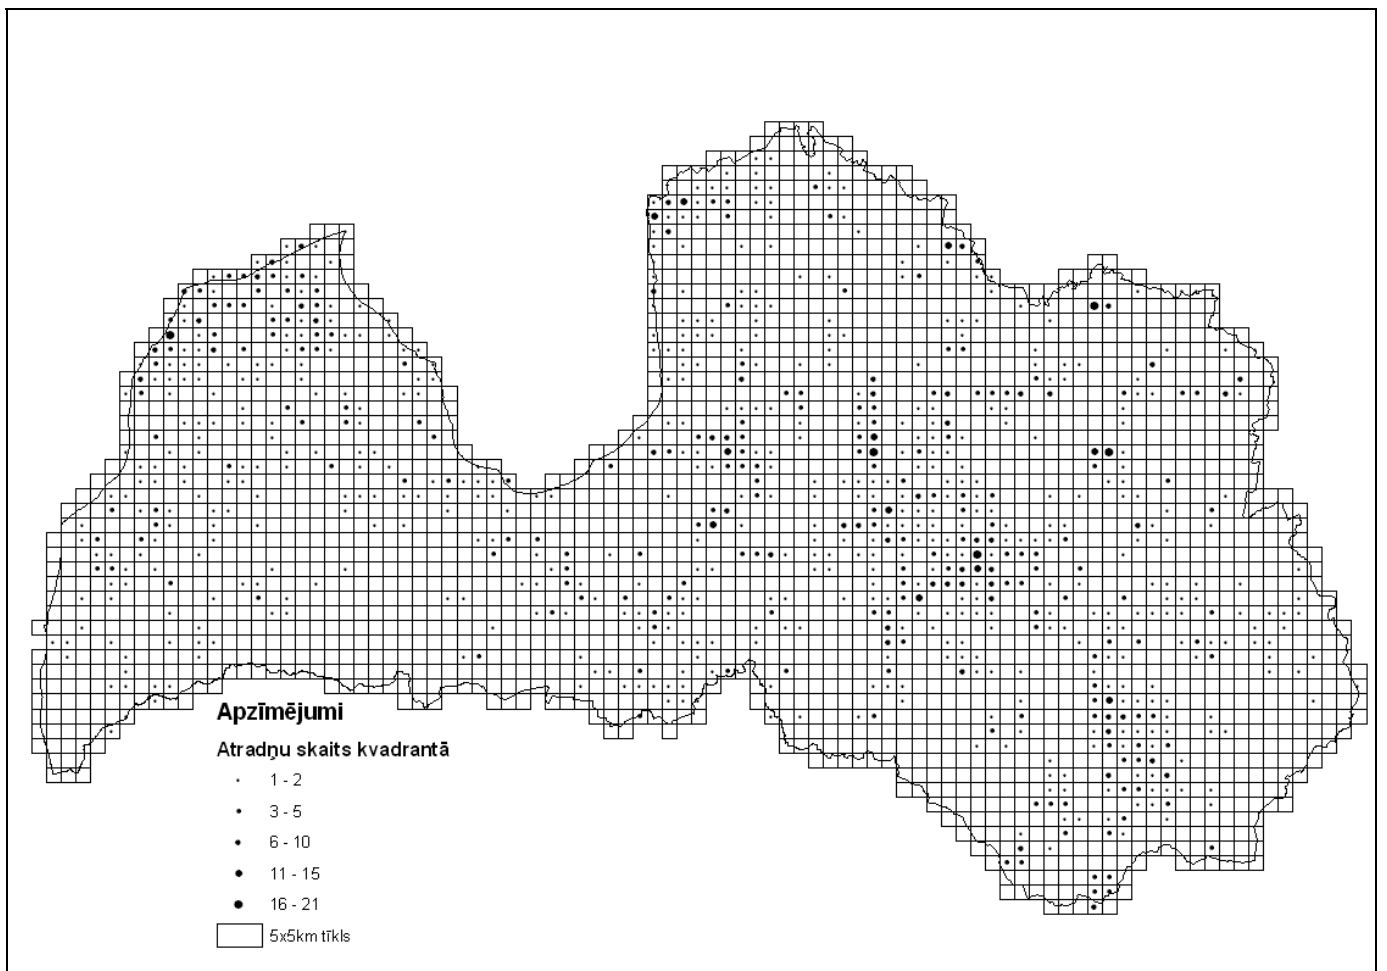 Apzīmējumi
Atradņu skaits kvadrantā
1 - 2
3 - 5
6 - 10
11 - 15
16 - 21
5x5km tīkls